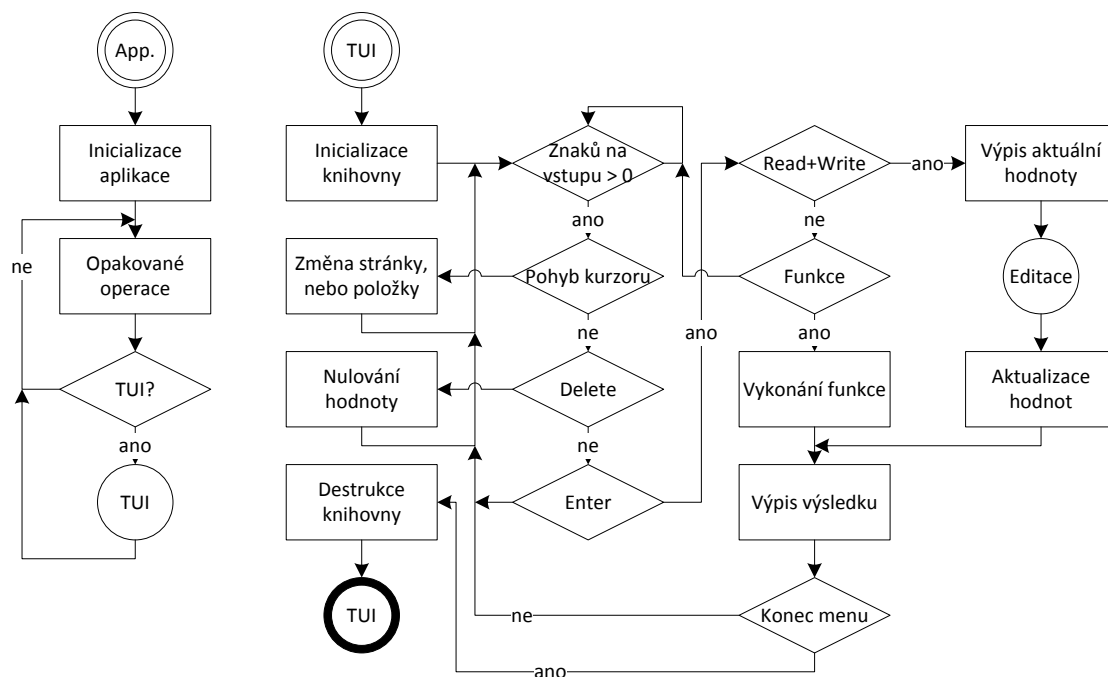 App.
Inicializace
aplikace
ne
Opakované
operace
TUI?
ano
TUI
TUI
Inicializace
knihovny
Znaků na
vstupu > 0
ano
Změna stránky,
nebo položky
Pohyb kurzoru
ne
Nulování
hodnoty
Delete
ne
Destrukce
knihovny
Enter
TUI
ano
Read+Write
ano
Výpis aktuální
hodnoty
ne
Funkce
Editace
ano
Vykonání funkce
Aktualizace
hodnot
Výpis výsledku
ne
Konec menu
ano